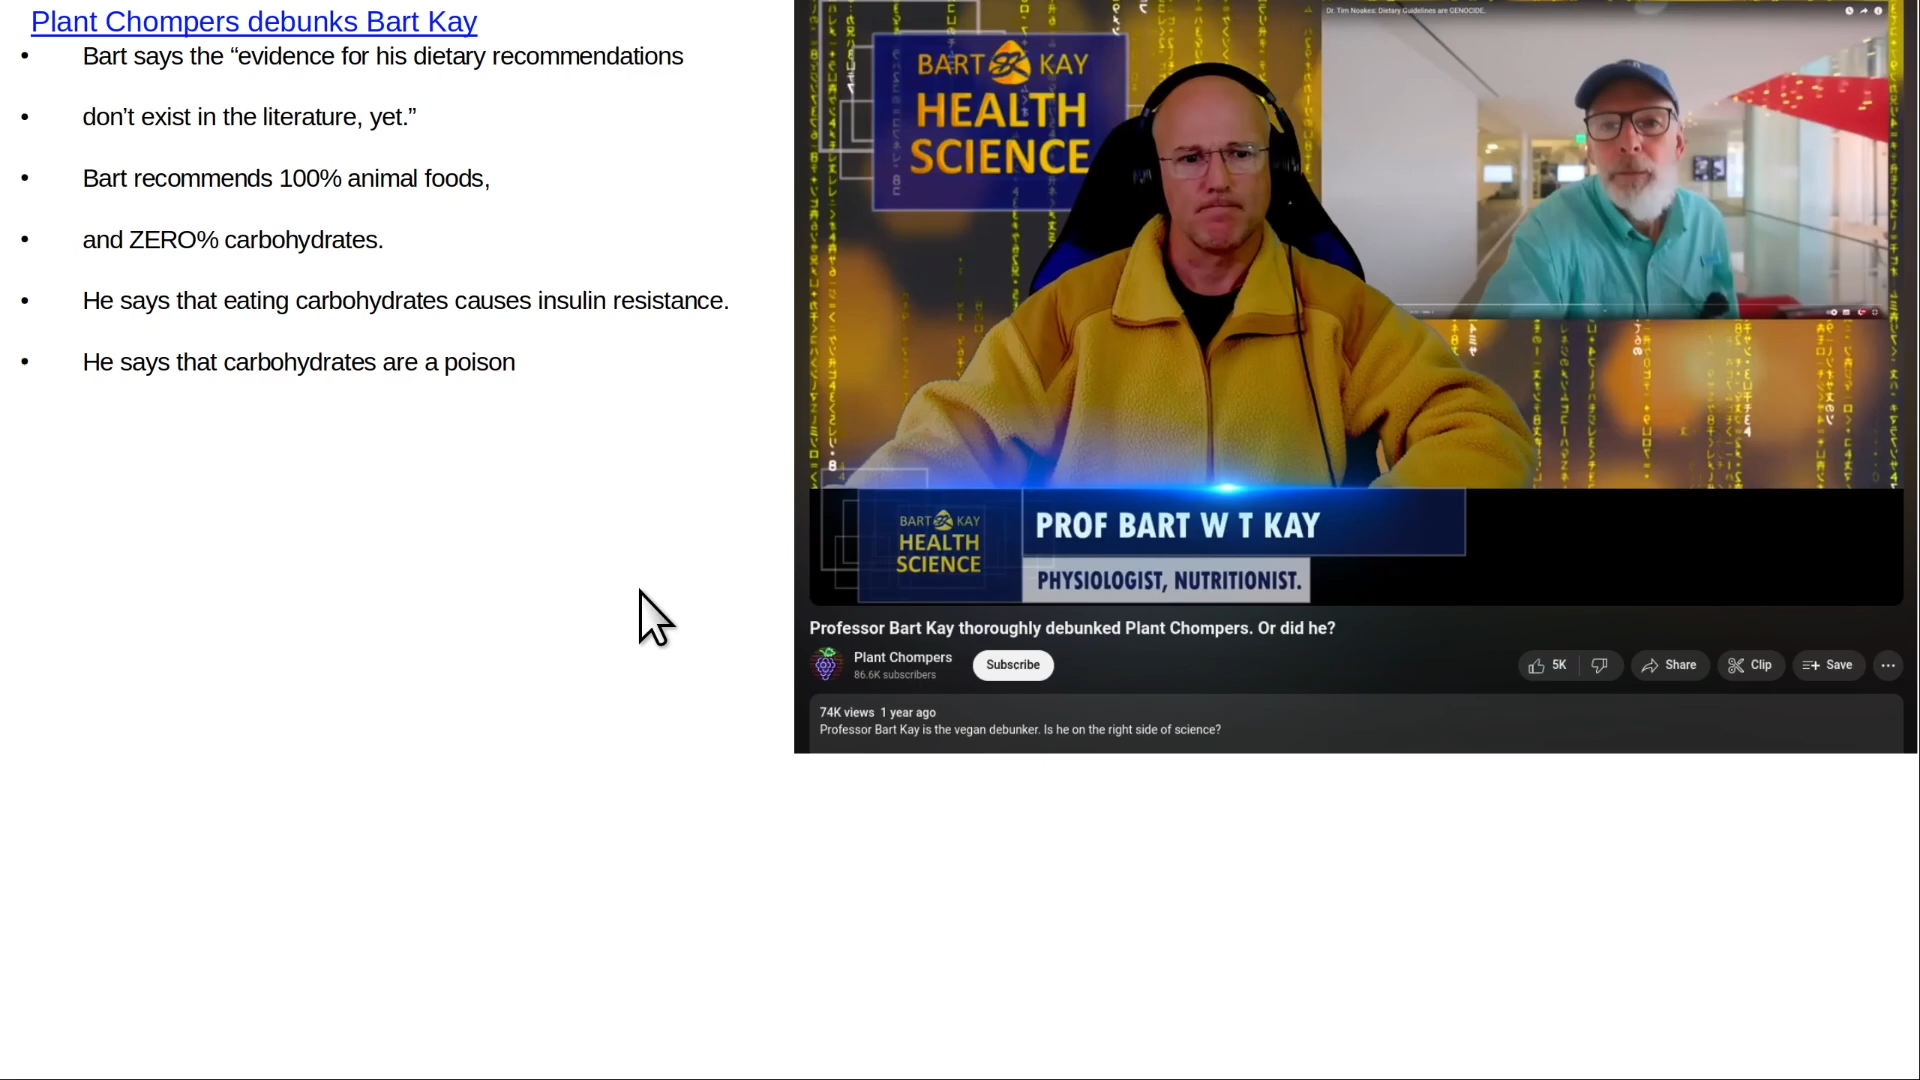 Plant Chompers debunks Bart Kay
• Bart says the “evidence for his dietary recommendations
• don’t exist in the literature, yet.”
• Bart recommends 100% animal foods,
• and ZERO% carbohydrates.
• He says that eating carbohydrates causes insulin resistance.
• He says that carbohydrates are a poison
Dr. Tim Noakes: Dietary Guidelines are GENOCIDE.
BART KAY
HEALTH
SCIENCE
BART KAY
HEALTH
SCIENCE
PROF BART W T KAY
PHYSIOLOGIST, NUTRITIONIST.
Professor Bart Kay thoroughly debunked Plant Chompers. Or did he?
Plant Chompers
86.6K subscribers
Subscribe
5K
Share
Clip
Save
74K views 1 year ago
Professor Bart Kay is the vegan debunker. Is he on the right side of science?